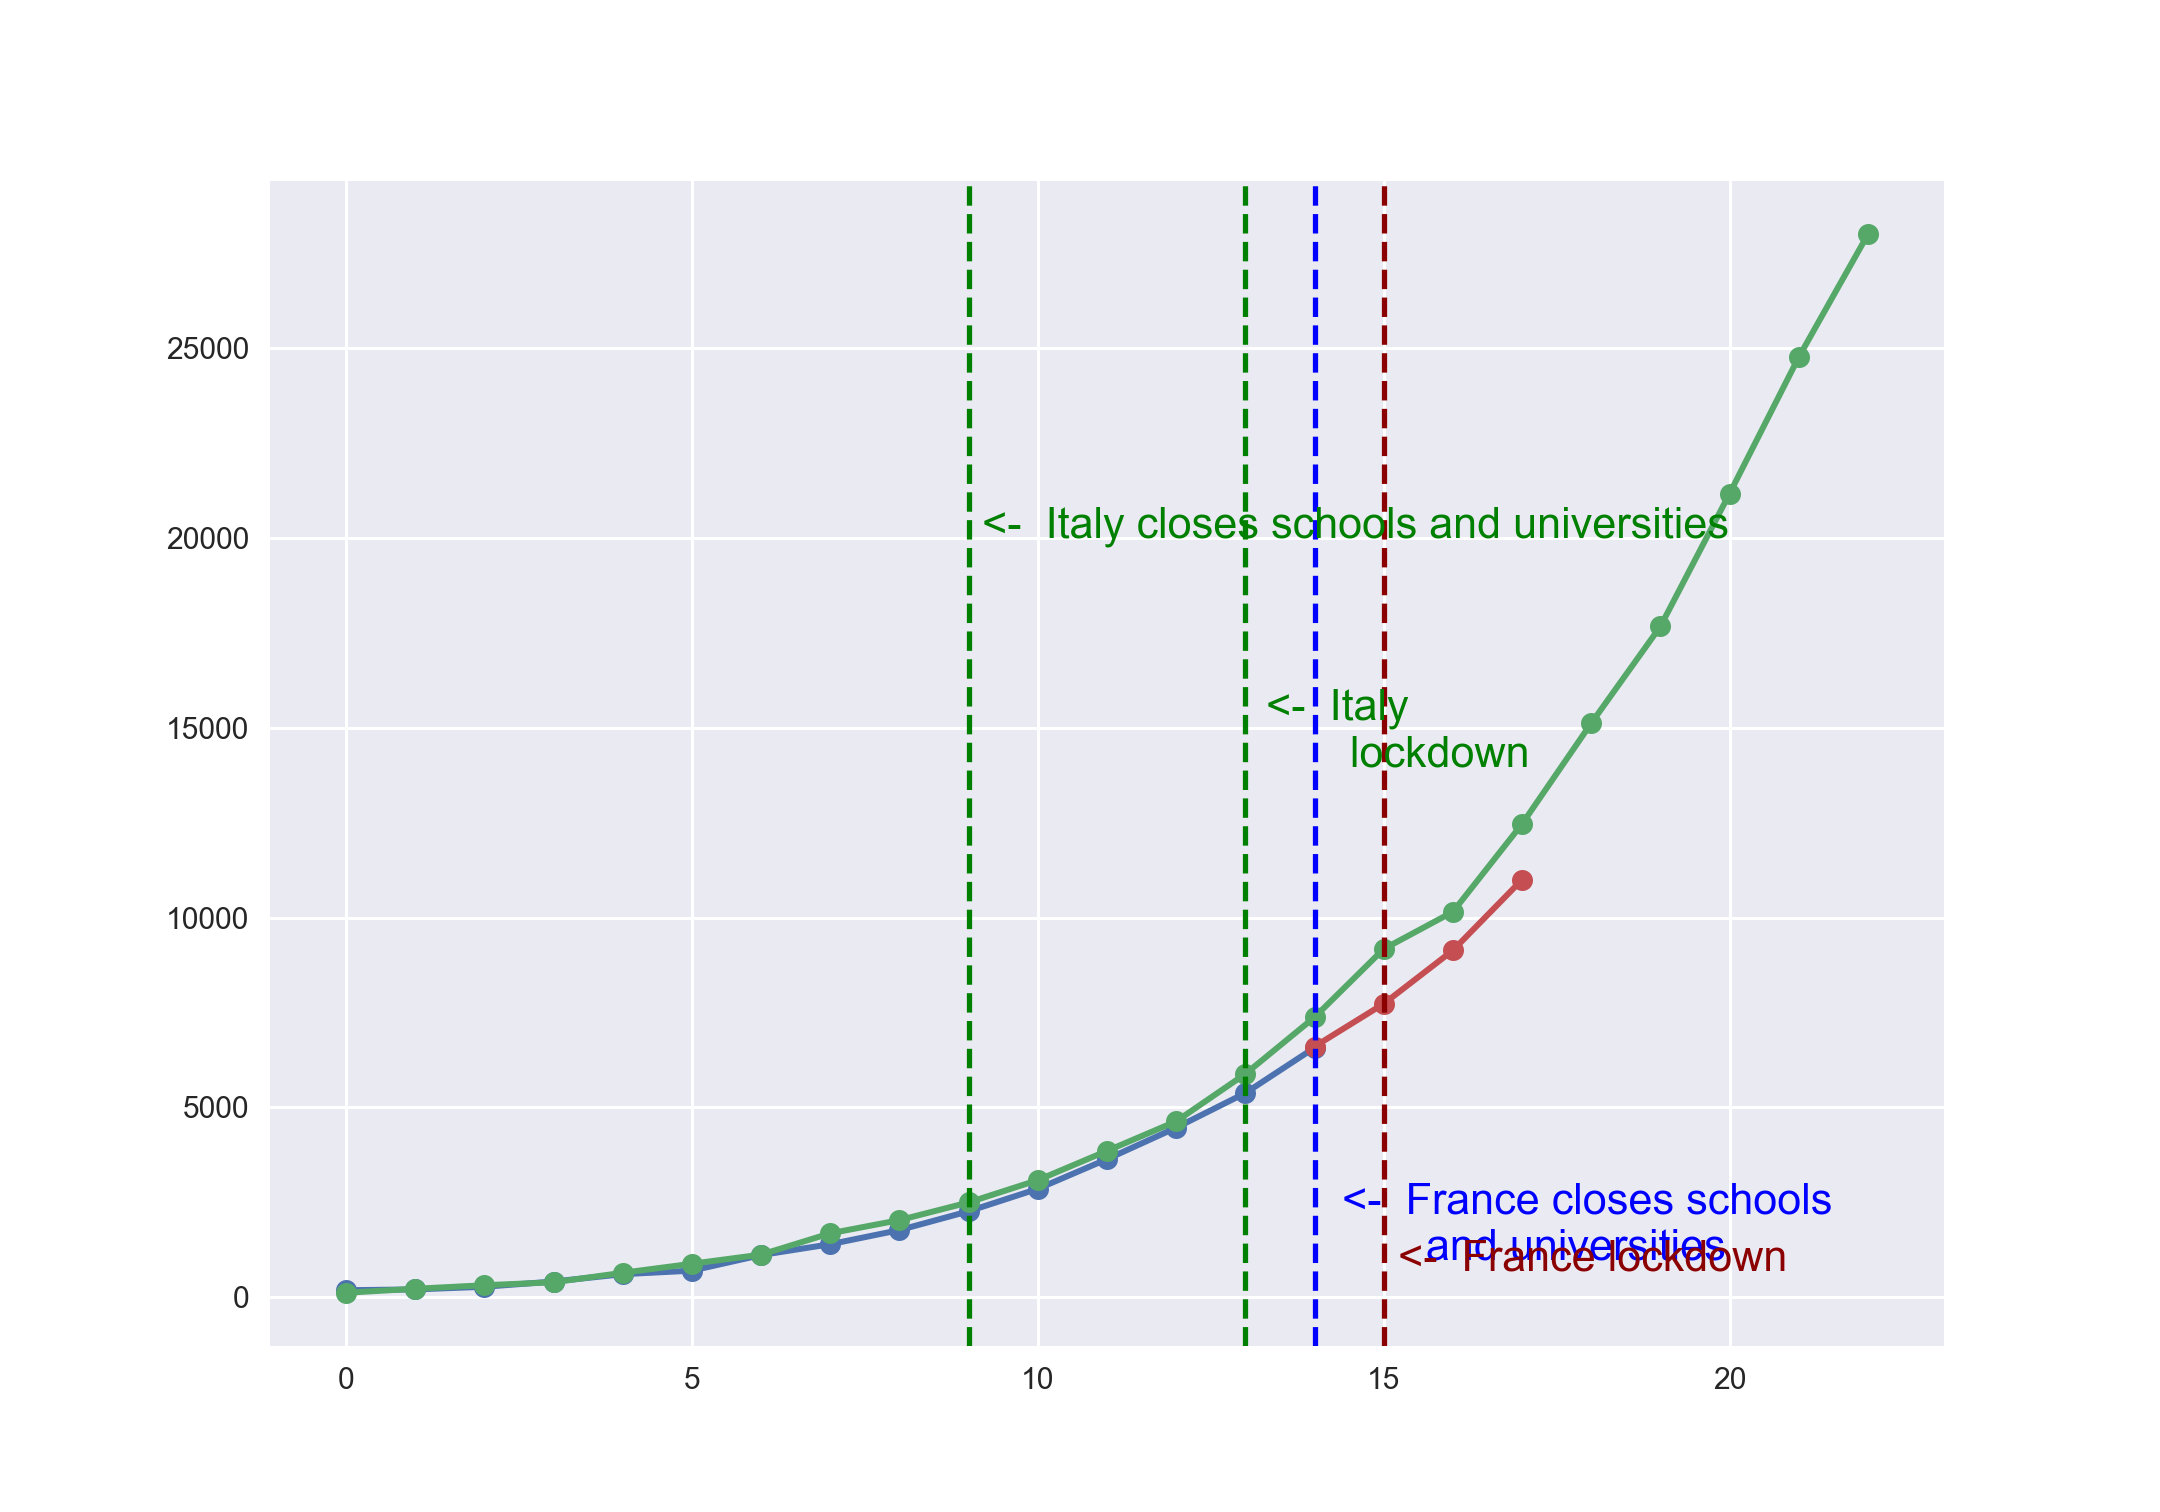 25000
20000
15000
10000
5000
0
<-  Italy closes schools and universities
<-  Italy
lockdown
<-  France closes schools
and universities
<-  France lockdown
0
5
10
15
20